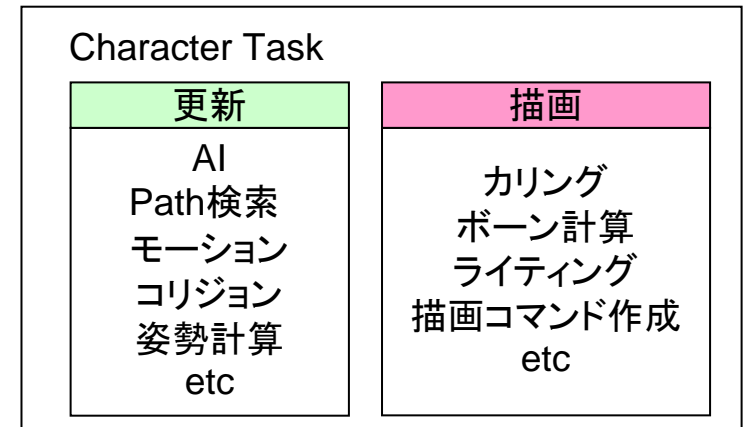 Character Task
更新
AI
Path検索
モーション
コリジョン
姿勢計算
etc
描画
カリング
ボーン計算
ライティング
描画コマンド作成
etc